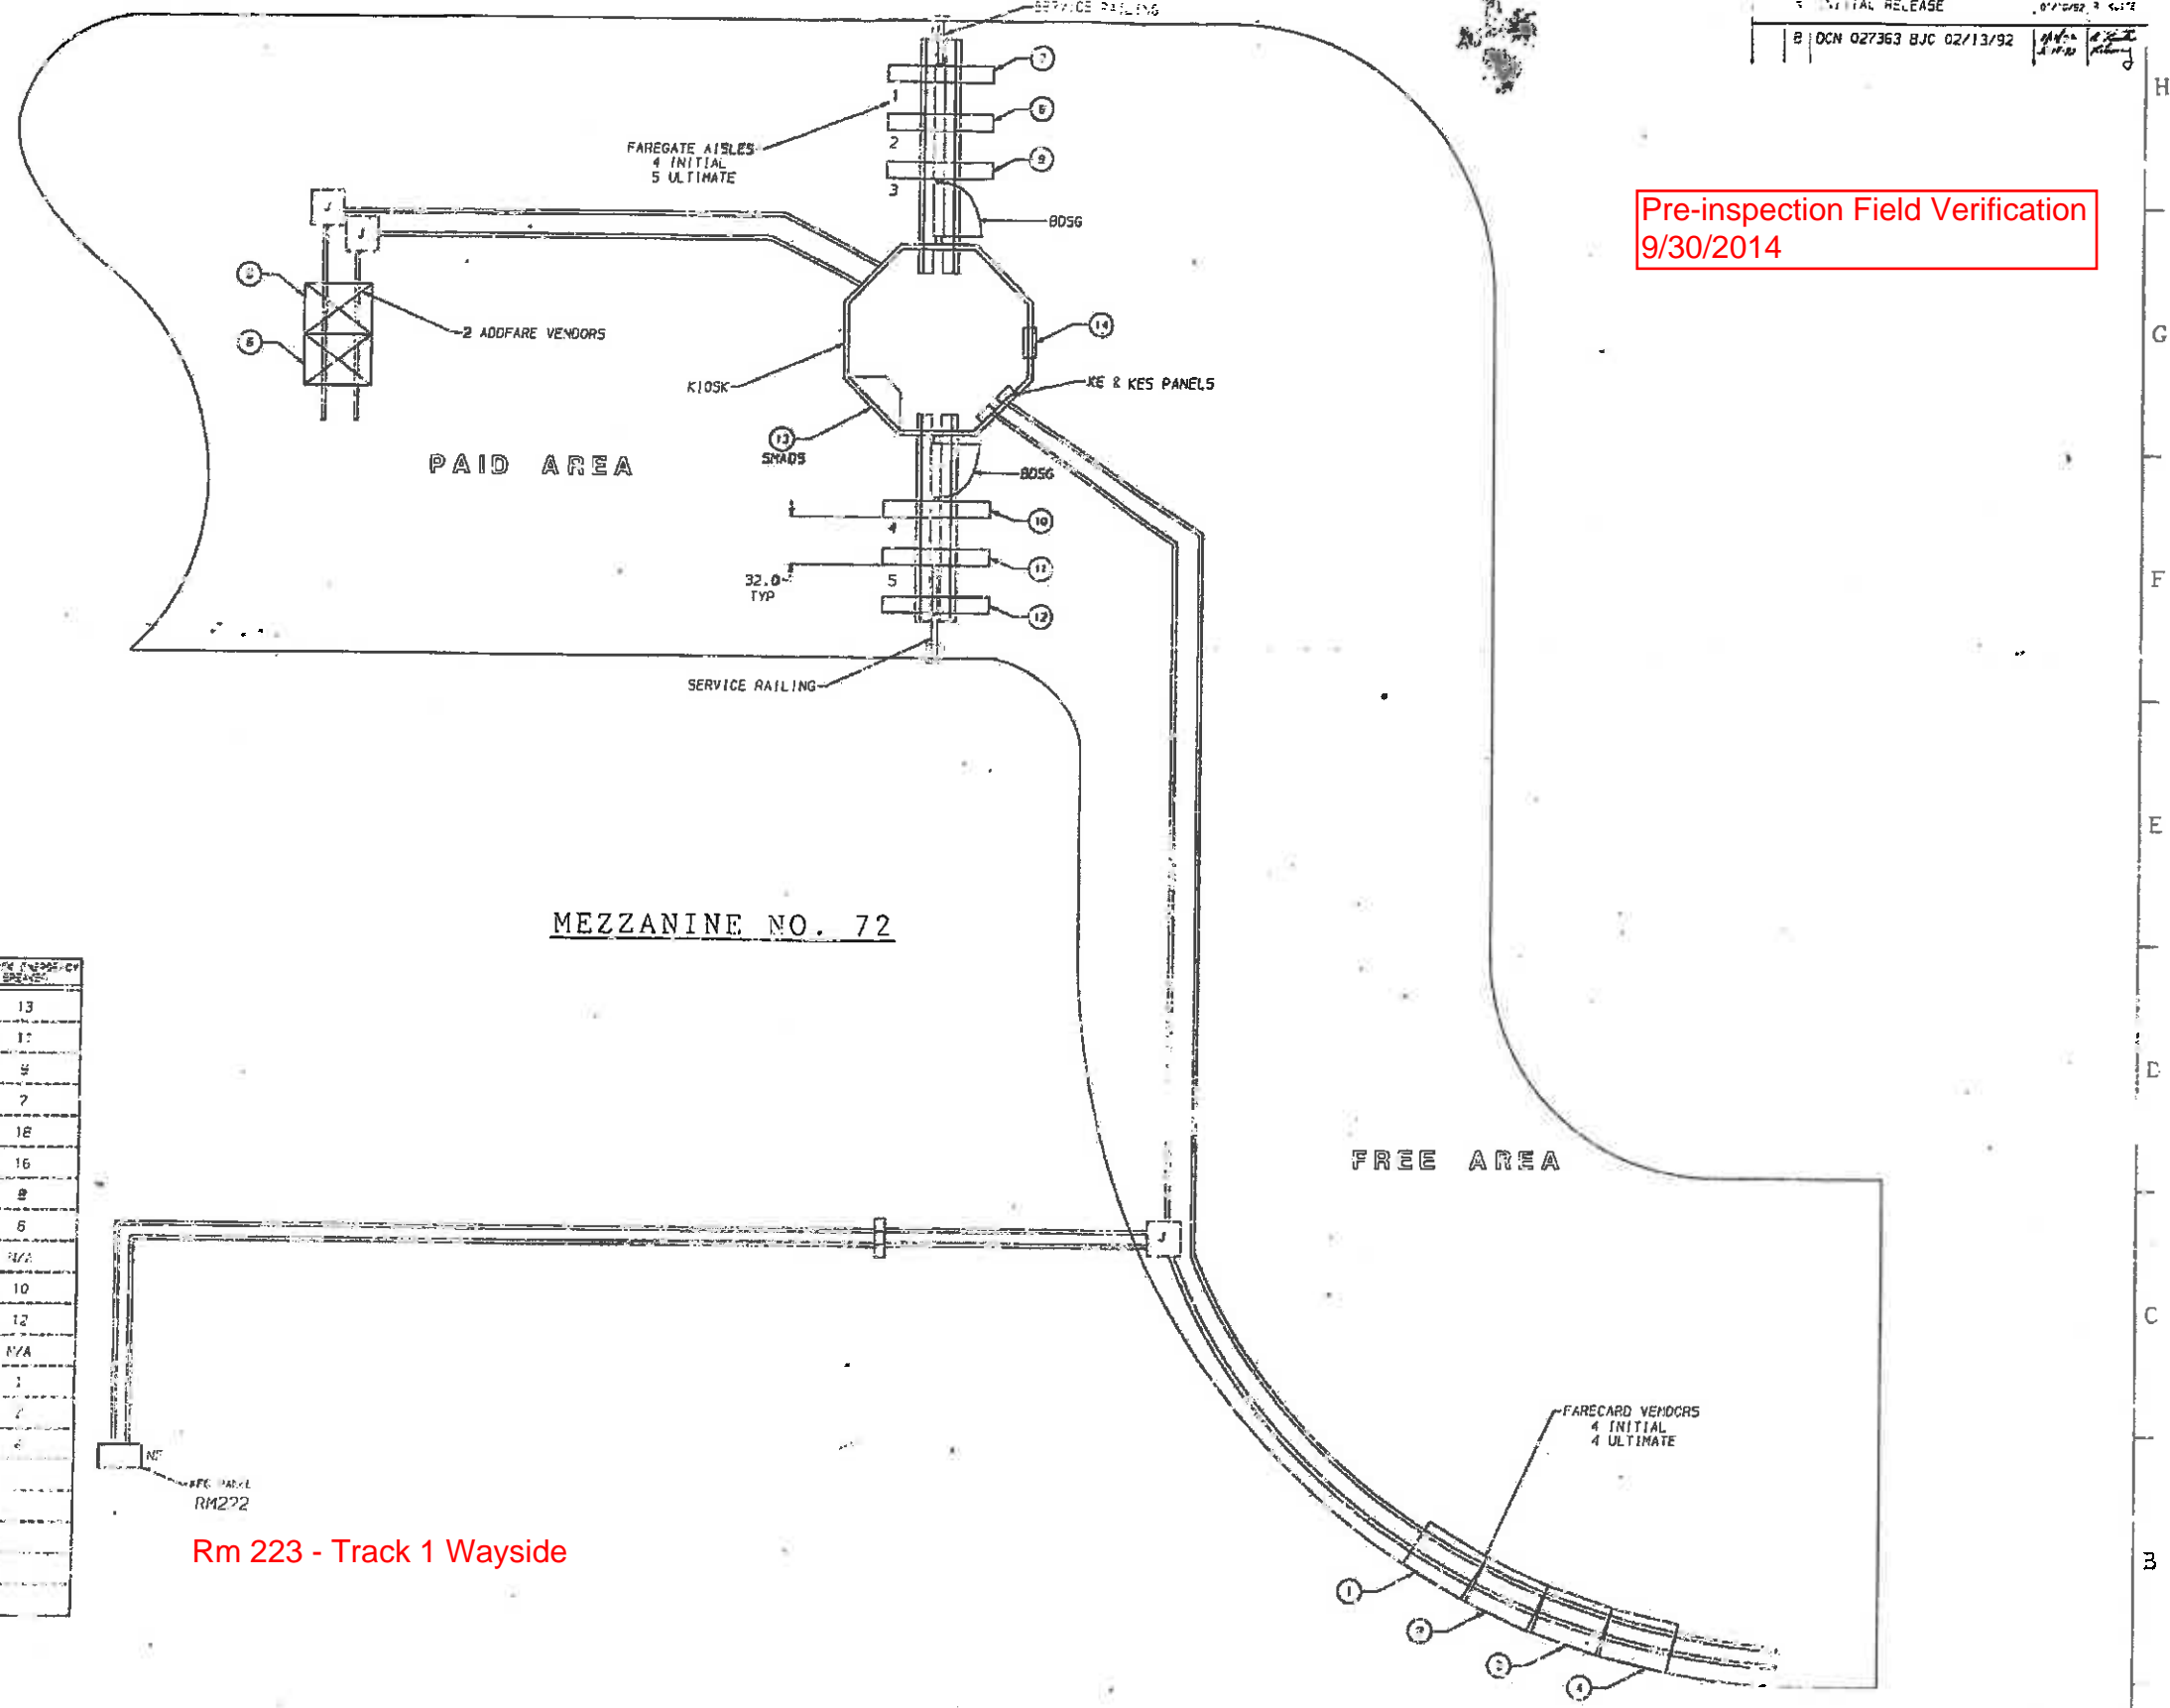 SERVICE RAILING
INITIAL RELEASE
B DCN 027363 BJC 02/13/92
H
FAREGATE AISLES
4 INITIAL
5 ULTIMATE
1
2
3
9
BDSG
Pre-inspection Field Verification
9/30/2014
J
J
2 ADDFARE VENDORS
G
14
KIOSK
KE & KES PANELS
13
SMADS
PAID AREA
BDSG
10
4
11
32.0
TYP
5
12
F
SERVICE RAILING
E
MEZZANINE NO. 72
13
7
18
16
8
6
N/A
10
12
N/A
1
D
FREE AREA
J
C
FARECARD VENDORS
4 INITIAL
4 ULTIMATE
PANEL
RM222
Rm 223 - Track 1 Wayside
B
1
4